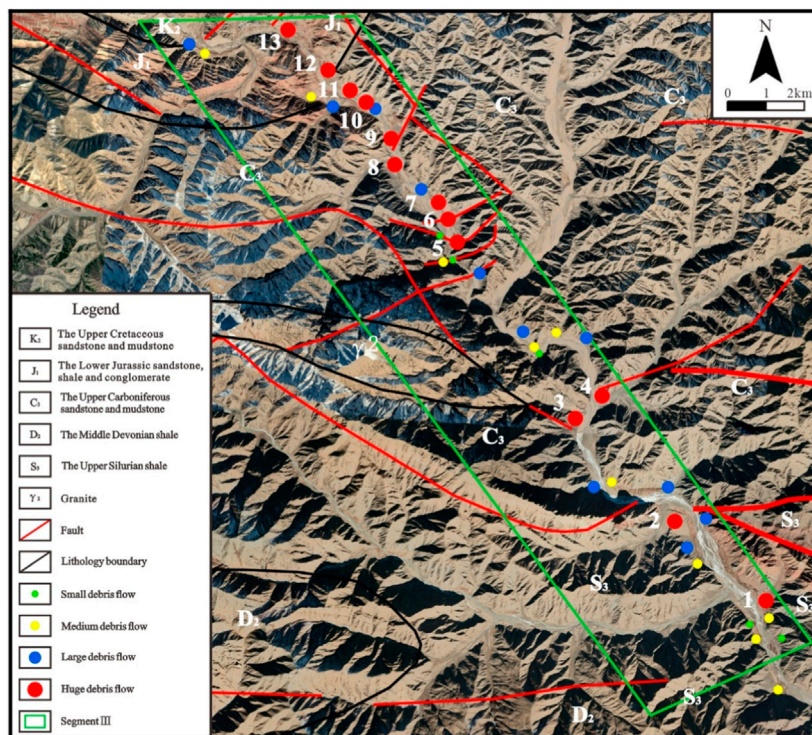 N
0 1 2km
K₂
J₁
13
J₁
12
11
10
C₃
C₃
9
8
C₃
7
6
5
γ₂
4
3
C₃
C₃
2
S₃
S₃
1
S₃
D₂
S₃
D₂
Legend
K₂ The Upper Cretaceous
sandstone and mudstone
J₁ The Lower Jurassic sandstone,
shale and conglomerate
C₃ The Upper Carboniferous
sandstone and mudstone
D₂ The Middle Devonian shale
S₃ The Upper Silurian shale
γ₂ Granite
Fault
Lithology boundary
Small debris flow
Medium debris flow
Large debris flow
Huge debris flow
Segment Ⅲ